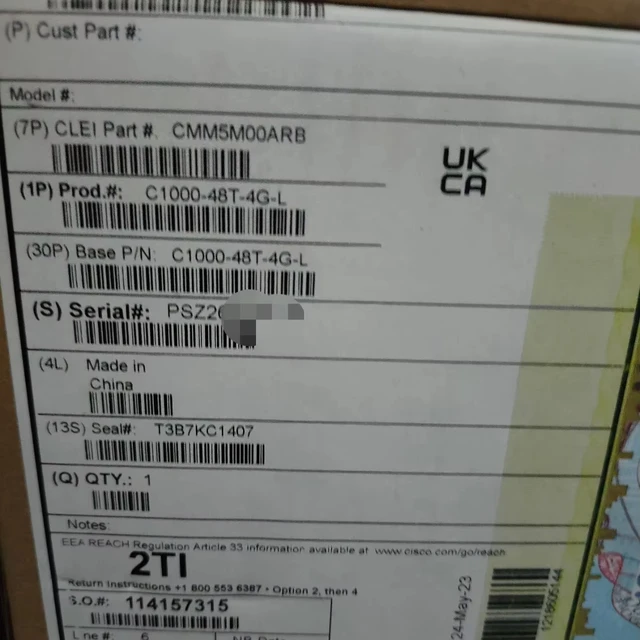 (P) Cust Part #:
Model #:
(7P) CLEI Part #. CMM5M00ARB
UK
CA
(1P) Prod.#: C1000-48T-4G-L
(30P) Base P/N: C1000-48T-4G-L
(S) Serial#: PSZ2
(4L) Made in
China
(13S) Seal#: T3B7KC1407
(Q) QTY.: 1
Notes:
EEA REACH Regulation Article 33 information available at www.cisco.com/go/reach
2TI
Return Instructions +1 800 553 6387 • Option 2, then 4
S.O.#: 114157315
Line #: 6
24-May-23